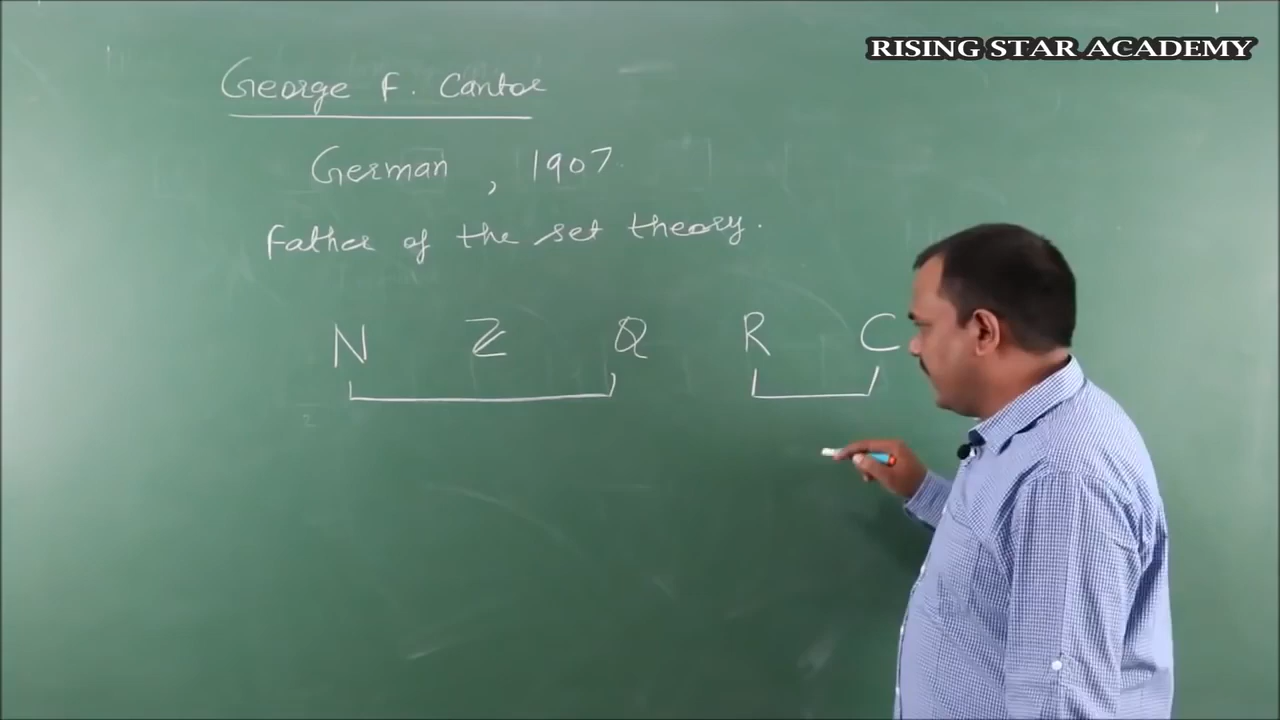 RISING STAR ACADEMY
George F. Cantor
German, 1907.
Father of the set theory.
N Z Q R C